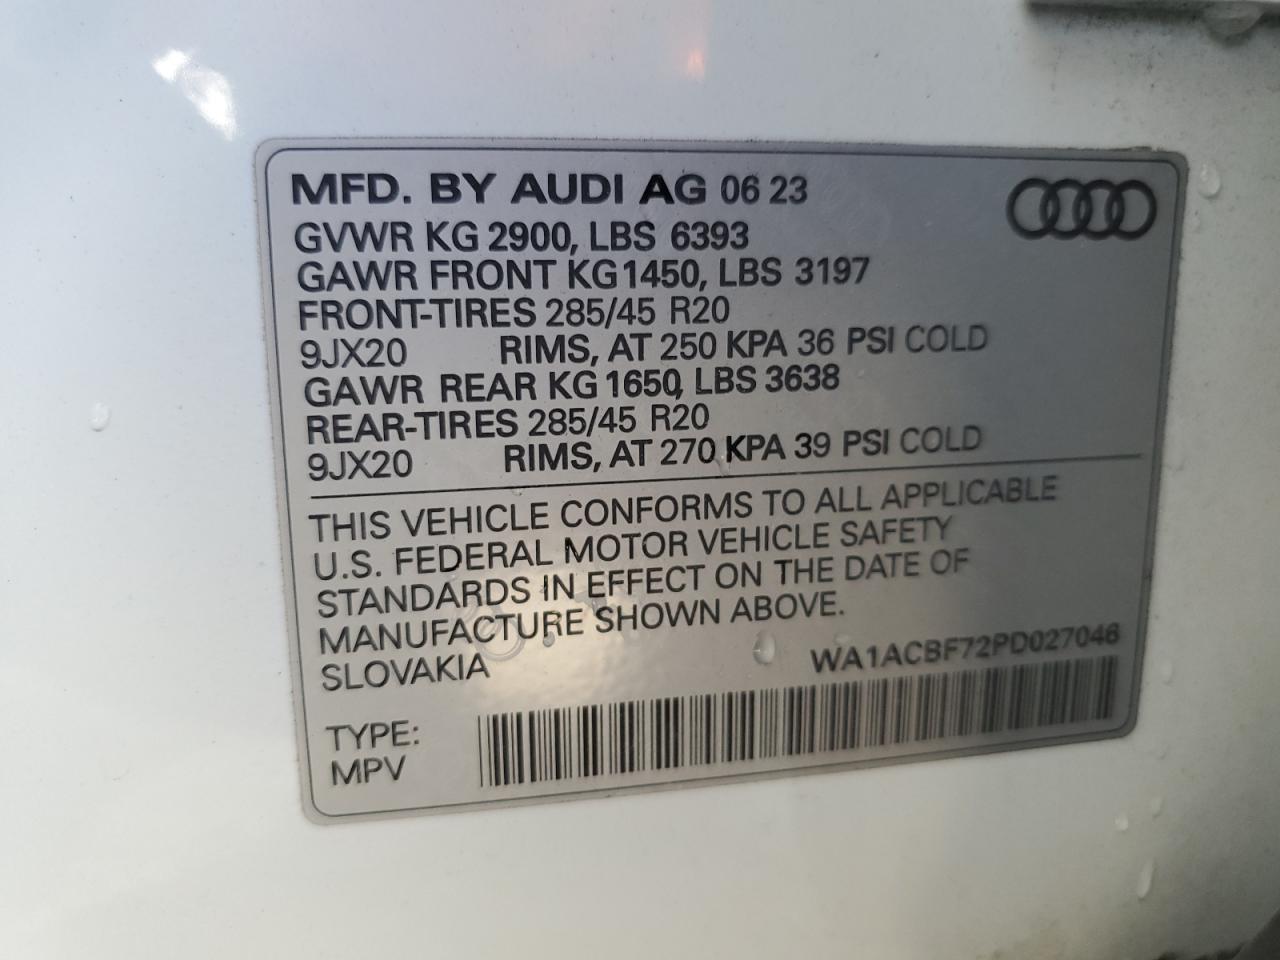 MFD. BY AUDI AG 06 23
GVWR KG 2900, LBS 6393
GAWR FRONT KG 1450, LBS 3197
FRONT-TIRES 285/45 R20
9JX20 RIMS, AT 250 KPA 36 PSI COLD
GAWR REAR KG 1650, LBS 3638
REAR-TIRES 285/45 R20
9JX20 RIMS, AT 270 KPA 39 PSI COLD
THIS VEHICLE CONFORMS TO ALL APPLICABLE
U.S. FEDERAL MOTOR VEHICLE SAFETY
STANDARDS IN EFFECT ON THE DATE OF
MANUFACTURE SHOWN ABOVE.
SLOVAKIA
WA1ACBF72PD027046
TYPE:
MPV